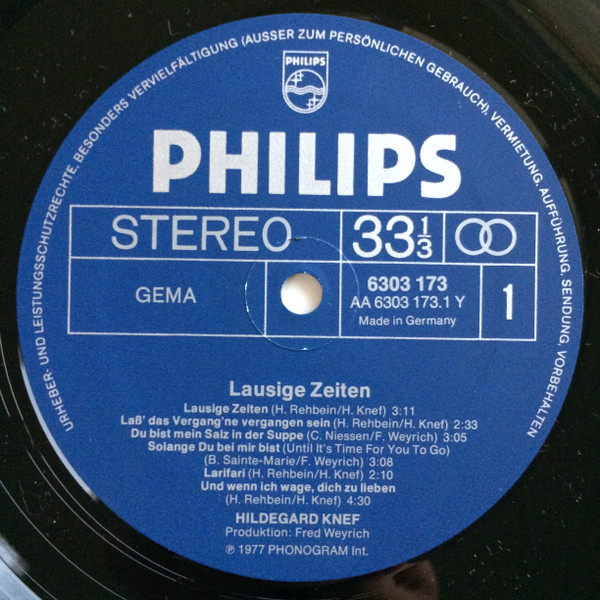 URHEBER- UND LEISTUNGSSCHUTZRECHTE, BESONDERS VERVIELFÄLTIGUNG (AUSSER ZUM PERSÖNLICHEN GEBRAUCH), VERMIETUNG, AUFFÜHRUNG, SENDUNG, VORBEHALTEN
PHILIPS
PHILIPS
STEREO 33 1/3
GEMA
6303 173
AA 6303 173.1 Y
Made in Germany
1
Lausige Zeiten
Lausige Zeiten (H. Rehbein/H. Knef) 3:11
Laß' das Vergang'ne vergangen sein (H. Rehbein/H. Knef) 2:33
Du bist mein Salz in der Suppe (C. Niessen/F. Weyrich) 3:05
Solange Du bei mir bist (Until It's Time For You To Go)
(B. Sainte-Marie/F. Weyrich) 3:08
Larifari (H. Rehbein/H. Knef) 2:10
Und wenn ich wage, dich zu lieben
(H. Rehbein/H. Knef) 4:30
HILDEGARD KNEF
Produktion: Fred Weyrich
℗ 1977 PHONOGRAM Int.